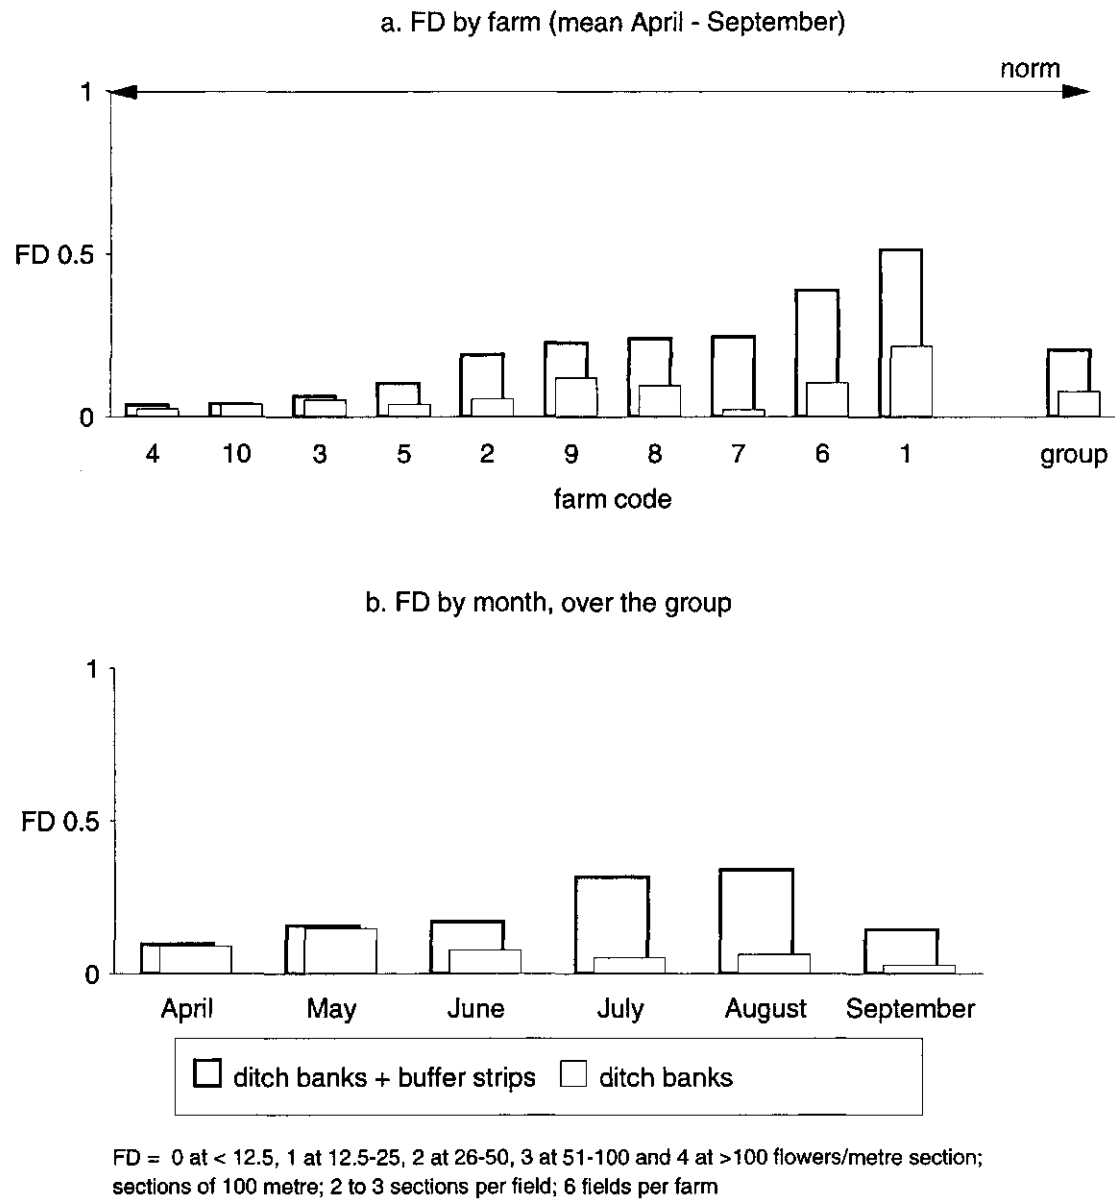 a. FD by farm (mean April - September)
norm
1
FD 0.5
0
4 10 3 5 2 9 8 7 6 1 group
farm code
b. FD by month, over the group
1
FD 0.5
0
April May June July August September
ditch banks + buffer strips ditch banks
FD = 0 at < 12.5, 1 at 12.5-25, 2 at 26-50, 3 at 51-100 and 4 at >100 flowers/metre section;
sections of 100 metre; 2 to 3 sections per field; 6 fields per farm